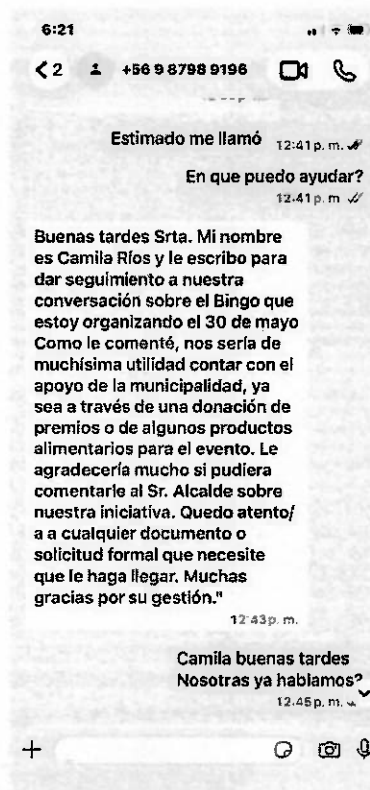 6:21
2 +56 9 8798 9196
Estimado me llamó 12:41 p. m.
En que puedo ayudar?
12:41 p. m
Buenas tardes Srta. Mi nombre
es Camila Ríos y le escribo para
dar seguimiento a nuestra
conversación sobre el Bingo que
estoy organizando el 30 de mayo
Como le comenté, nos sería de
muchísima utilidad contar con el
apoyo de la municipalidad, ya
sea a través de una donación de
premios o de algunos productos
alimentarios para el evento. Le
agradecería mucho si pudiera
comentarle al Sr. Alcalde sobre
nuestra iniciativa. Quedo atento/
a a cualquier documento o
solicitud formal que necesite
que le haga llegar. Muchas
gracias por su gestión."
12:43 p. m.
Camila buenas tardes
Nosotras ya hablamos?
12:45 p. m.